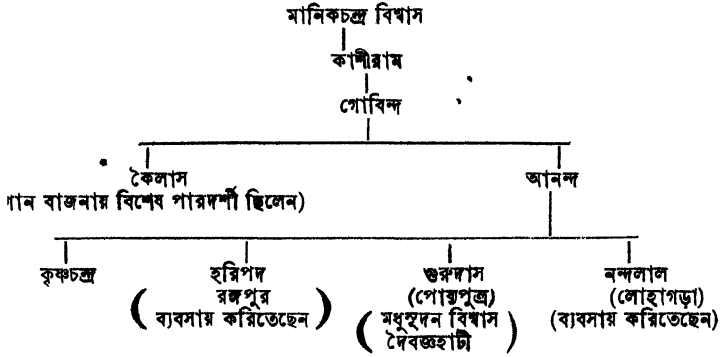 মানিকচন্দ্র বিশ্বাস
কাশীরাম
গোবিন্দ
কৈলাস আনন্দ
গান বাজনায় বিশেষ পারদর্শী ছিলেন)
কৃষ্ণচন্দ্র হরিপদ গুরুদাস নন্দলাল
(রঙ্গপুর (পোষ্যপুত্র) (লোহাগড়া)
ব্যবসায় করিতেছেন) (মধুসূদন বিশ্বাস (ব্যবসায় করিতেছেন)
দৈবজ্ঞহাটী)